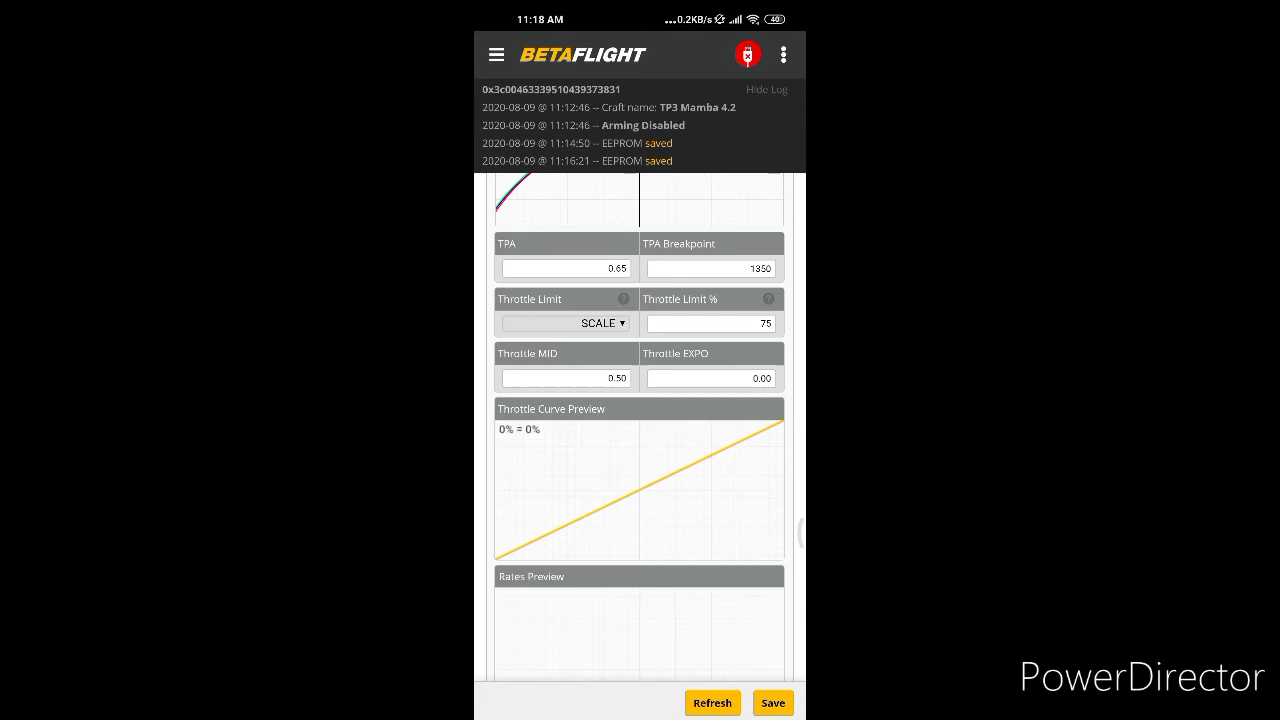 11:18 AM ...0.2KB/s 40
BETAFLIGHT
0x3c00463339510439373831 Hide Log
2020-08-09 @ 11:12:46 -- Craft name: TP3 Mamba 4.2
2020-08-09 @ 11:12:46 -- Arming Disabled
2020-08-09 @ 11:14:50 -- EEPROM saved
2020-08-09 @ 11:16:21 -- EEPROM saved
TPA TPA Breakpoint
0.65 1350
Throttle Limit ? Throttle Limit % ?
SCALE ▾ 75
Throttle MID Throttle EXPO
0.50 0.00
Throttle Curve Preview
0% = 0%
Rates Preview
Refresh Save
PowerDirector